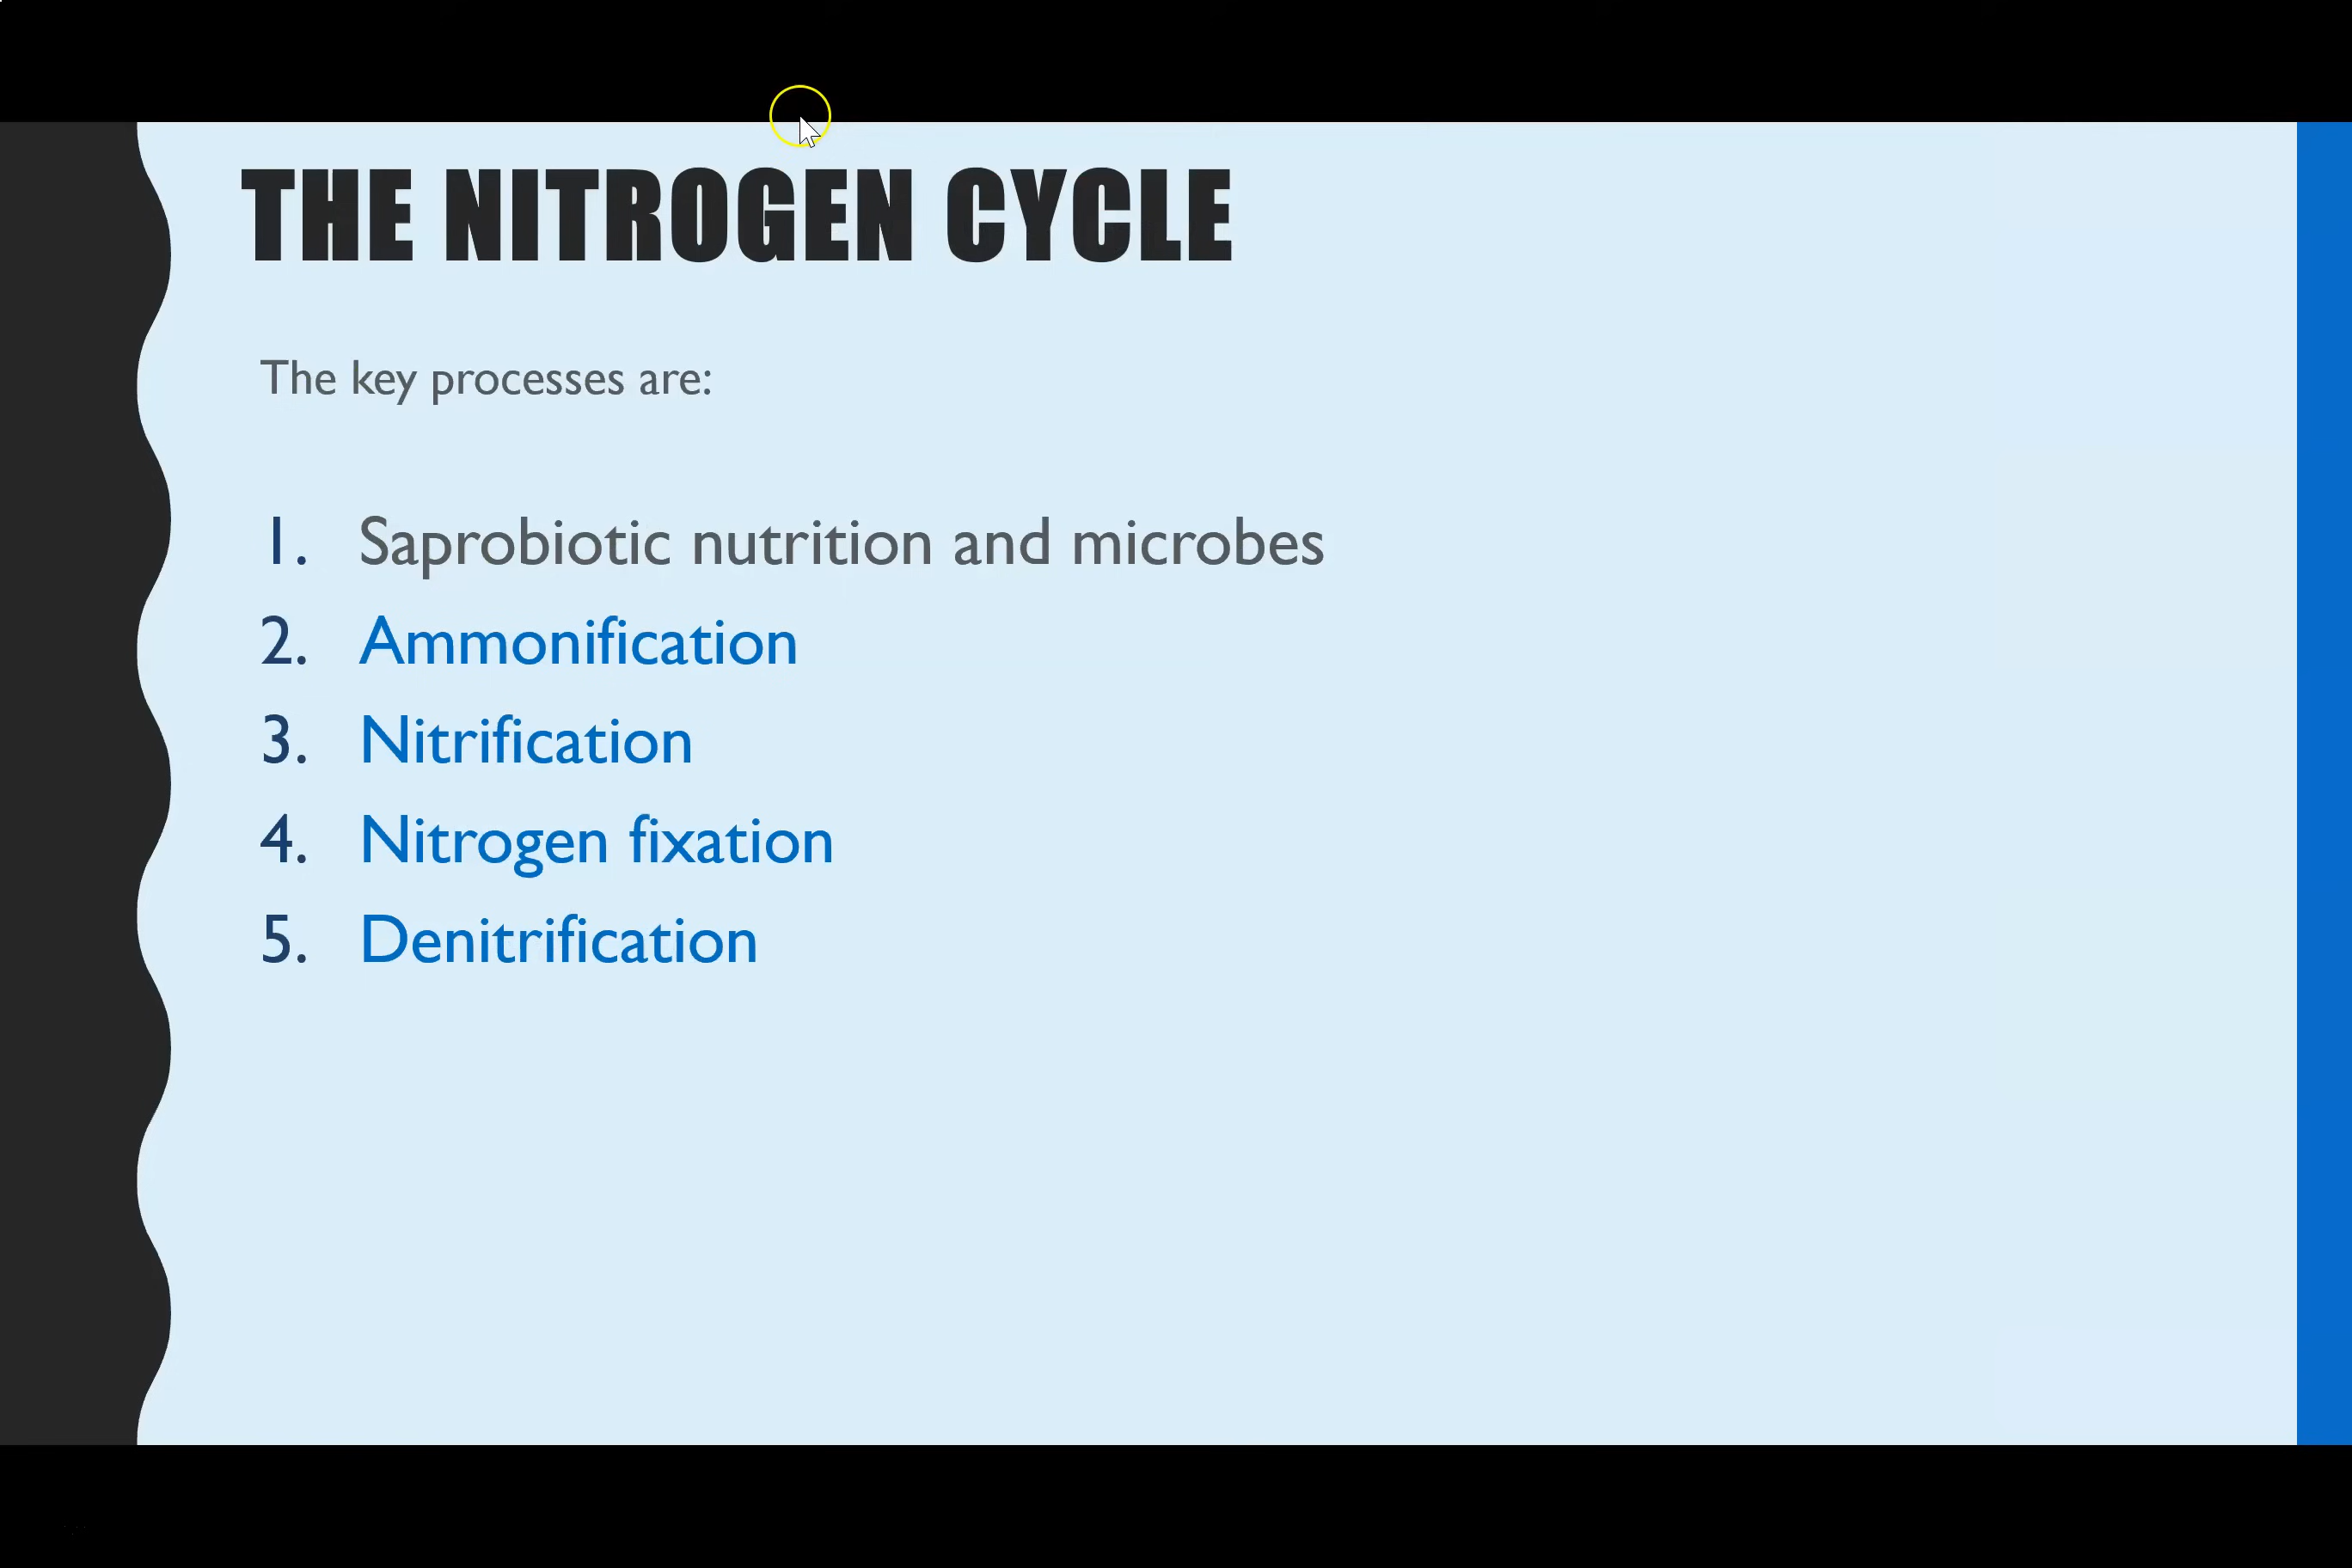 THE NITROGEN CYCLE
The key processes are:
1. Saprobiotic nutrition and microbes
2. Ammonification
3. Nitrification
4. Nitrogen fixation
5. Denitrification